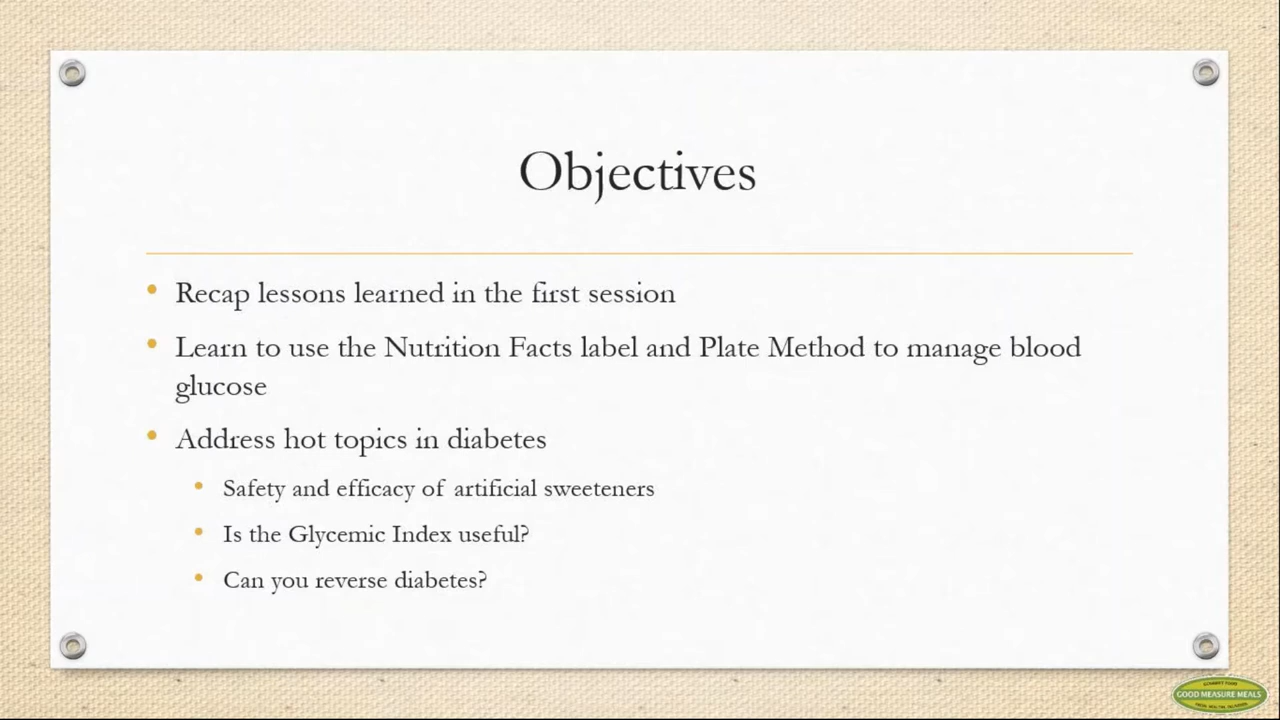 Objectives
Recap lessons learned in the first session
Learn to use the Nutrition Facts label and Plate Method to manage blood
glucose
Address hot topics in diabetes
Safety and efficacy of artificial sweeteners
Is the Glycemic Index useful?
Can you reverse diabetes?
GOURMET FOOD
GOOD MEASURE MEALS